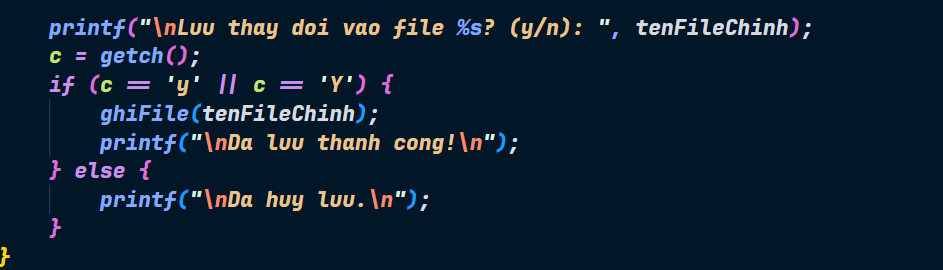 printf("\nLuu thay doi vao file %s? (y/n): ", tenFileChinh);
c = getch();
if (c == 'y' || c == 'Y') {
ghiFile(tenFileChinh);
printf("\nDa luu thanh cong!\n");
} else {
printf("\nDa huy luu.\n");
}
}